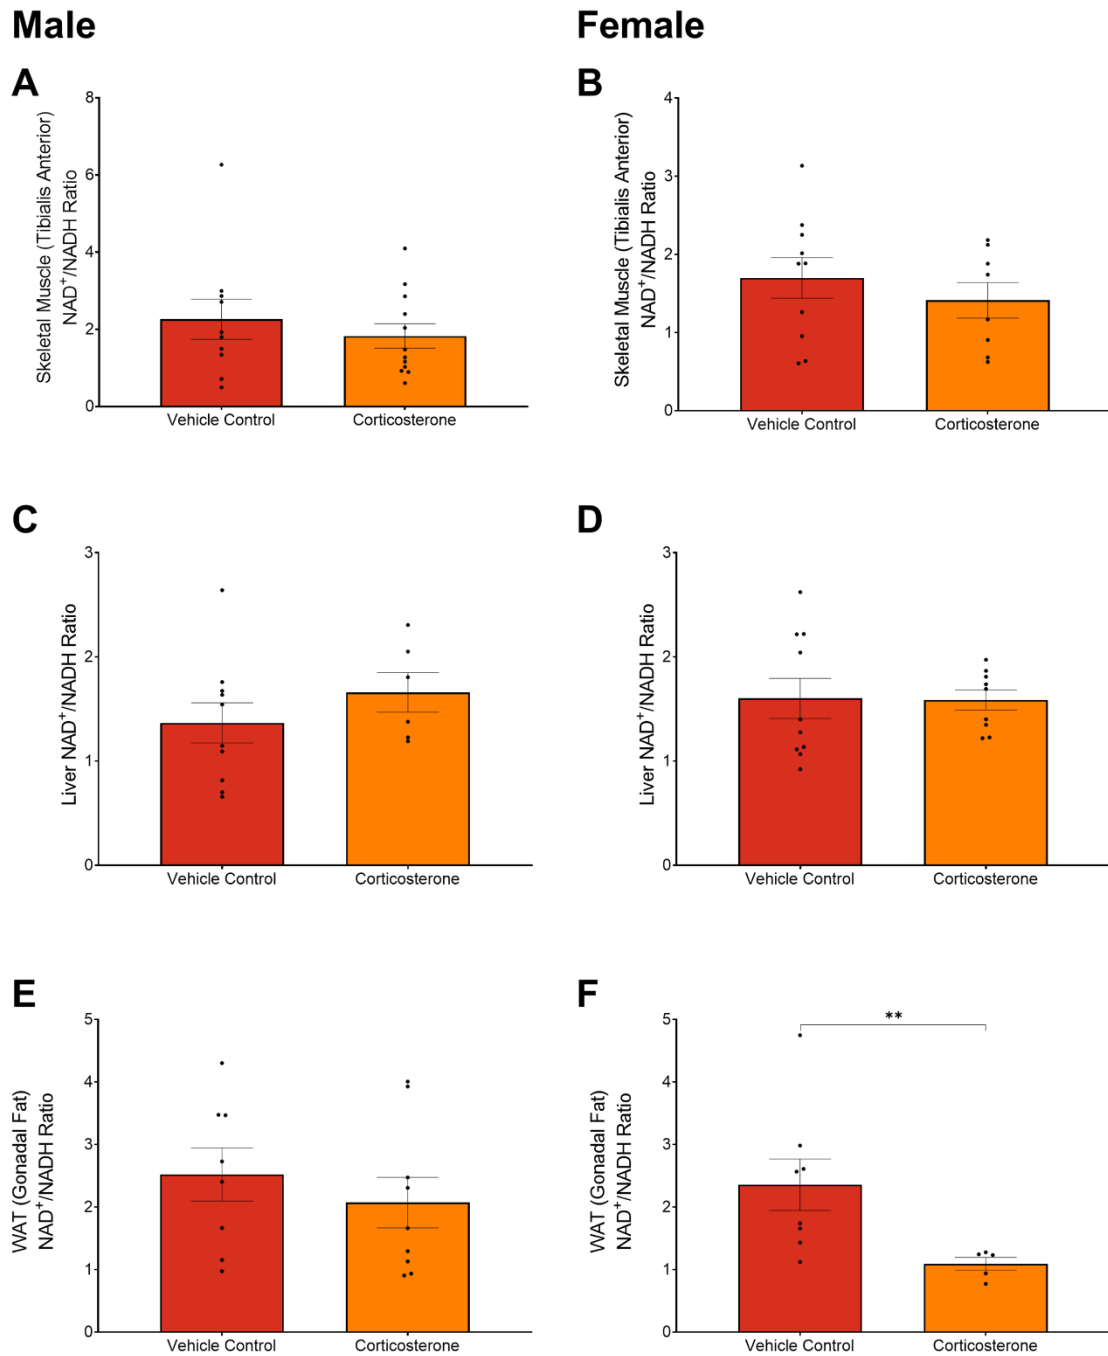 Male
Female
A
Skeletal Muscle (Tibialis Anterior)
NAD+/NADH Ratio
8
6
4
2
0
Vehicle Control
Corticosterone
B
Skeletal Muscle (Tibialis Anterior)
NAD+/NADH Ratio
4
3
2
1
0
Vehicle Control
Corticosterone
C
Liver NAD+/NADH Ratio
3
2
1
0
Vehicle Control
Corticosterone
D
Liver NAD+/NADH Ratio
3
2
1
0
Vehicle Control
Corticosterone
E
WAT (Gonadal Fat)
NAD+/NADH Ratio
5
4
3
2
1
0
Vehicle Control
Corticosterone
F
WAT (Gonadal Fat)
NAD+/NADH Ratio
5
4
3
2
1
0
**
Vehicle Control
Corticosterone